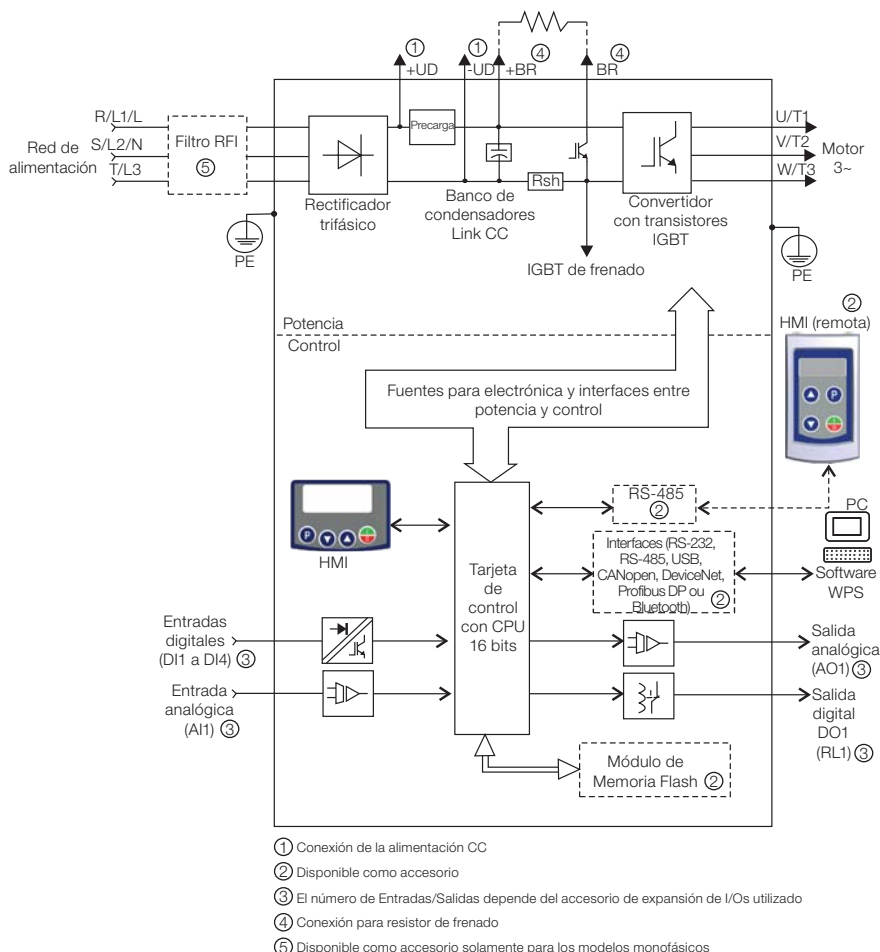 ① ① ④ ④
+UD -UD +BR BR
R/L1/L
S/L2/N
T/L3
Red de
alimentación
Filtro RFI
⑤
Precarga
Rsh
U/T1
V/T2
W/T3
Motor
3~
Rectificador
trifásico
Banco de
condensadores
Link CC
Convertidor
con transistores
IGBT
PE
PE
IGBT de frenado
Potencia
Control
②
HMI (remota)
P
Fuentes para electrónica y interfaces entre
potencia y control
P
HMI
RS-485
②
PC
Interfaces (RS-232,
RS-485, USB,
CANopen, DeviceNet,
Profibus DP ou
Bluetooth) ②
Software
WPS
Tarjeta
de
control
con CPU
16 bits
Entradas
digitales
(DI1 a DI4) ③
Entrada
analógica
(AI1) ③
Salida
analógica
(AO1) ③
Salida
digital
DO1
(RL1) ③
Módulo de
Memoria Flash ②
① Conexión de la alimentación CC
② Disponible como accesorio
③ El número de Entradas/Salidas depende del accesorio de expansión de I/Os utilizado
④ Conexión para resistor de frenado
⑤ Disponible como accesorio solamente para los modelos monofásicos